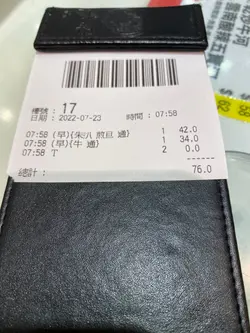 檯號： 17
日期： 2022-07-23 時間：07:58
07:58 (早)(朱)八 煎旦 通 1 42.0
07:58 (早)(牛 通 1 34.0
07:58 T 2 0.0
總計： 76.0